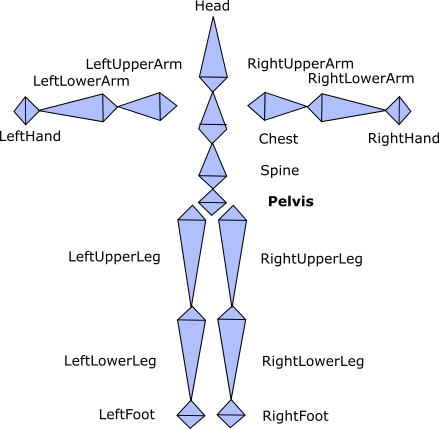 Head
LeftUpperArm
RightUpperArm
LeftLowerArm
RightLowerArm
LeftHand
Chest
RightHand
Spine
Pelvis
LeftUpperLeg
RightUpperLeg
LeftLowerLeg
RightLowerLeg
LeftFoot
RightFoot